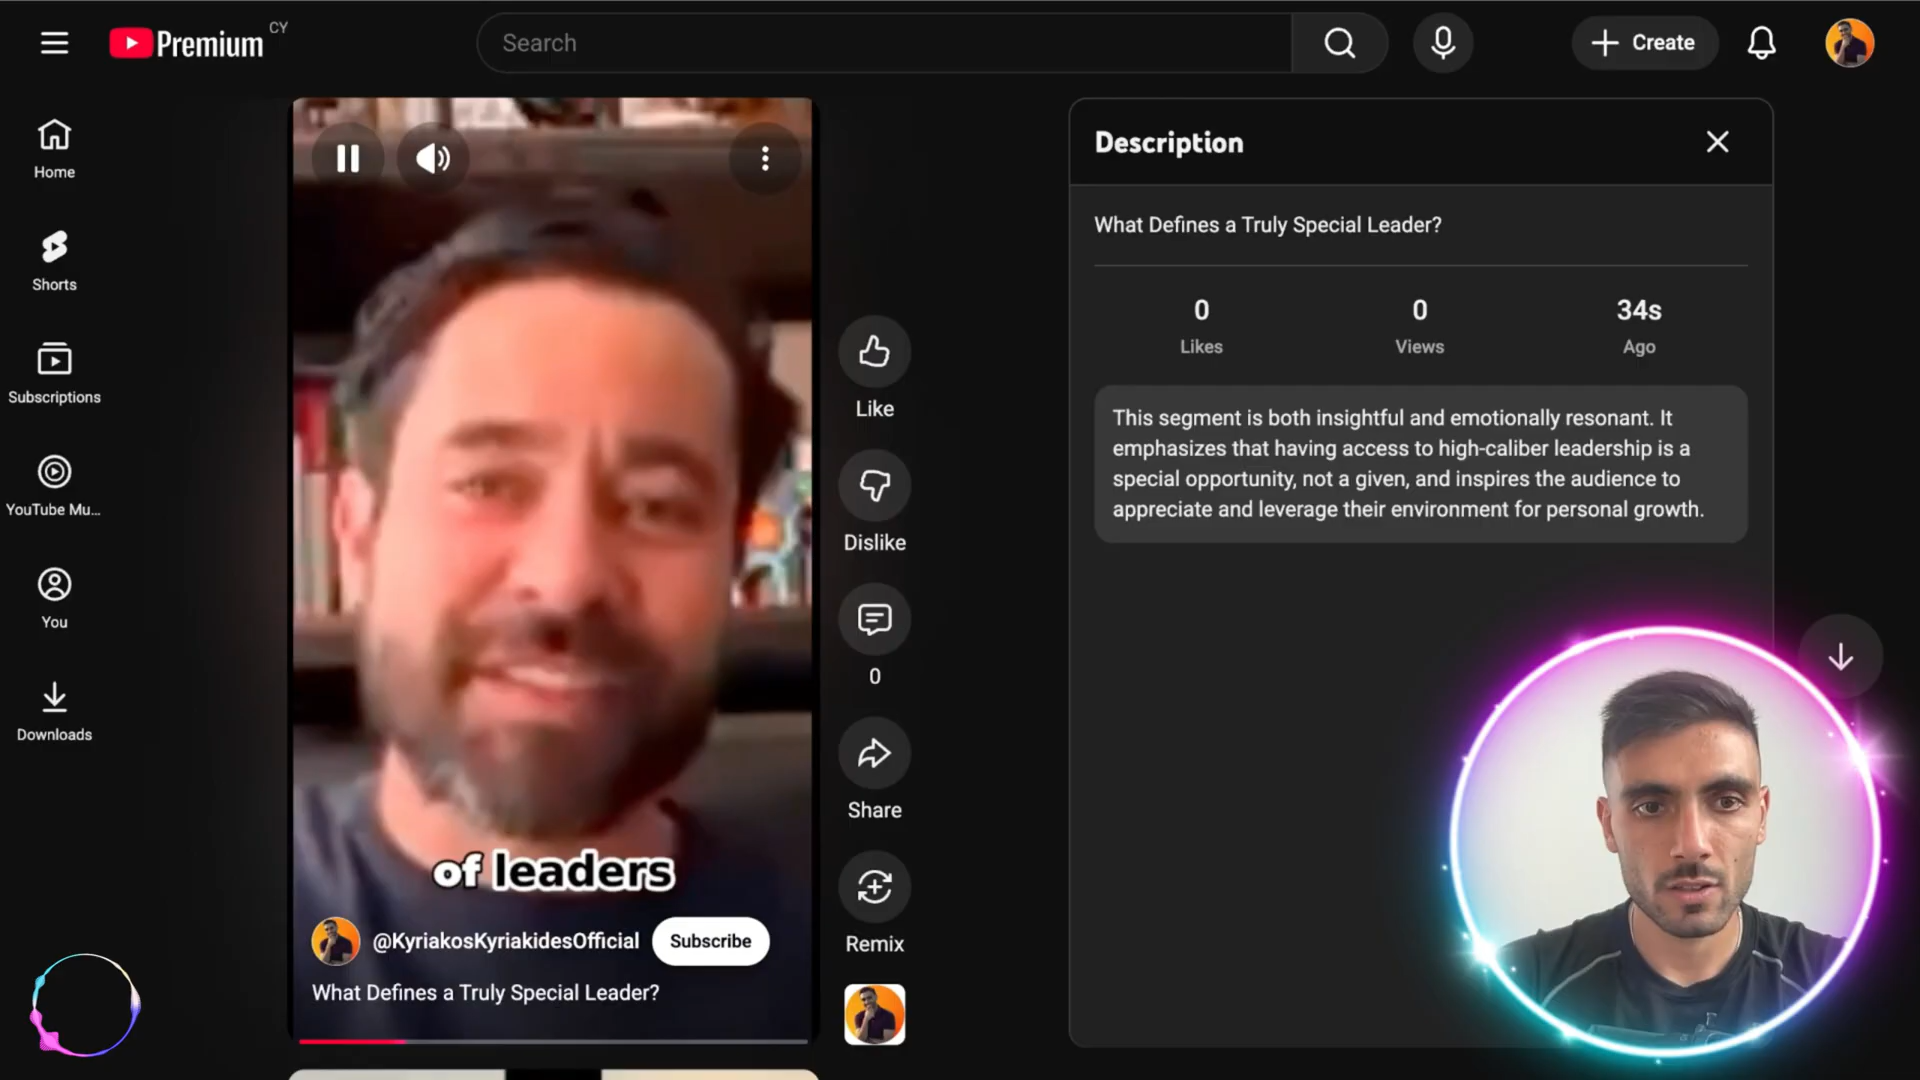 Premium CY
Search
Create
Home
Shorts
Subscriptions
YouTube Mu...
You
Downloads
of leaders
@KyriakosKyriakidesOfficial
Subscribe
What Defines a Truly Special Leader?
Like
Dislike
0
Share
Remix
Description
What Defines a Truly Special Leader?
0 0 34s
Likes Views Ago
This segment is both insightful and emotionally resonant. It
emphasizes that having access to high-caliber leadership is a
special opportunity, not a given, and inspires the audience to
appreciate and leverage their environment for personal growth.